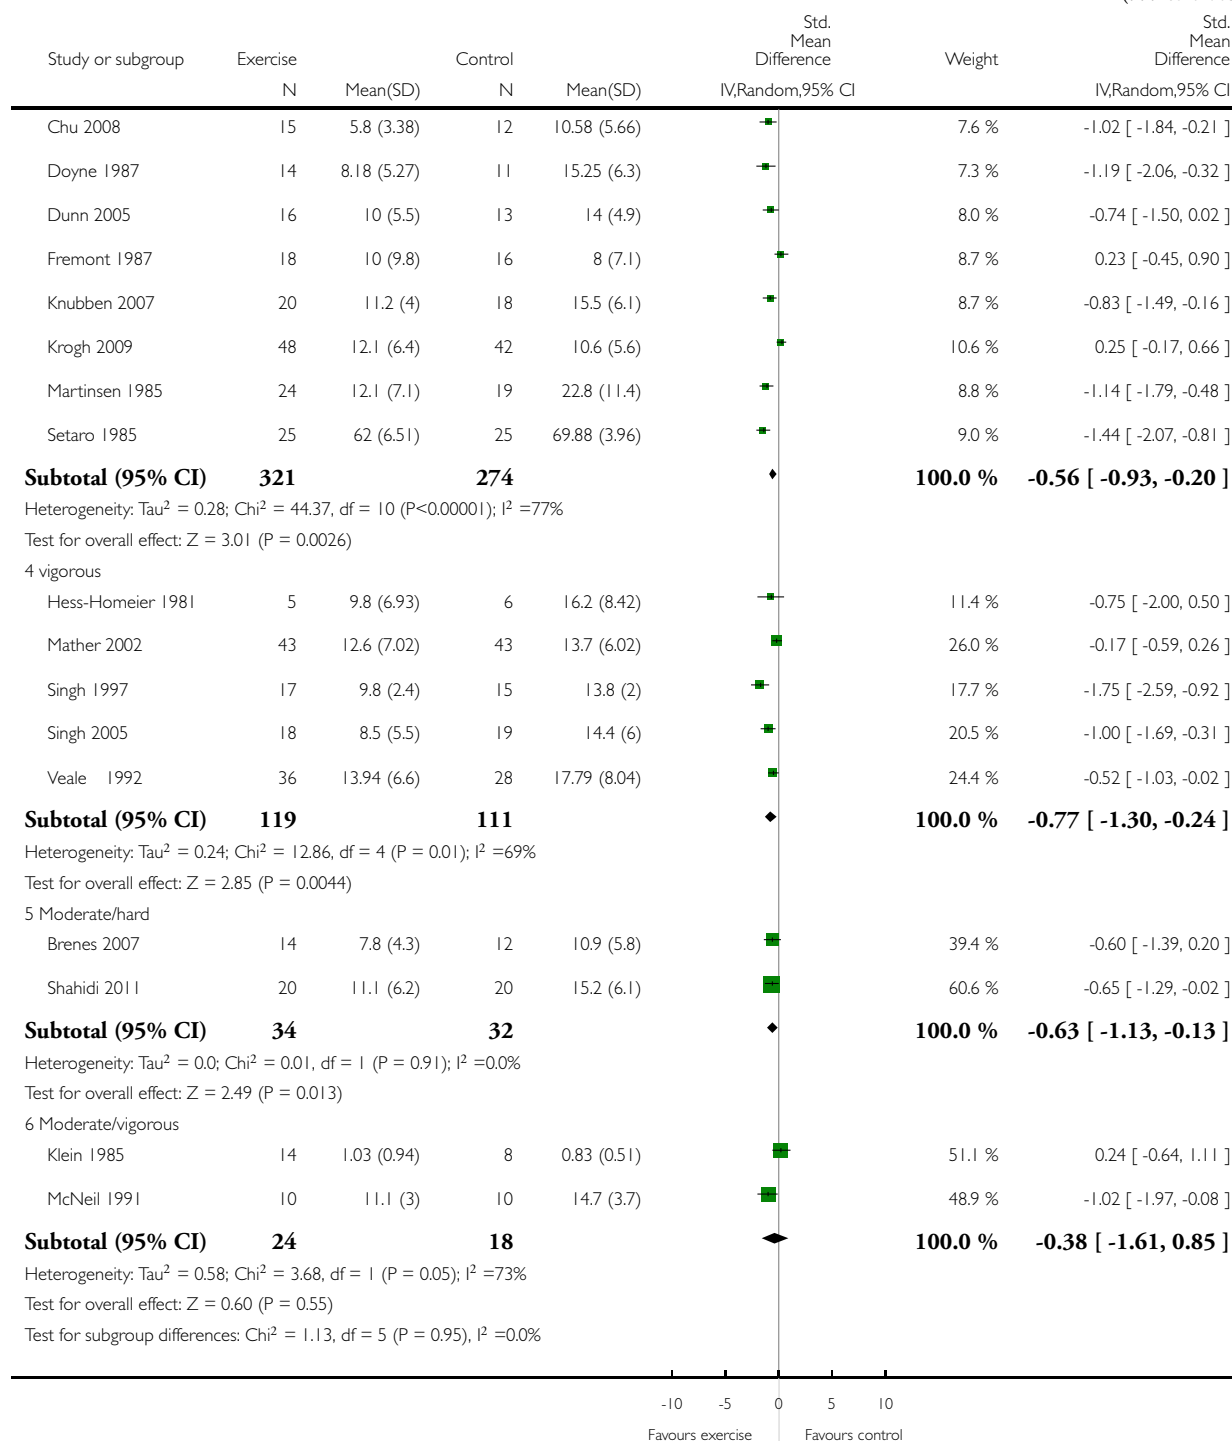 Std. Mean Difference Std. Mean Difference
Study or subgroup Exercise Control Weight
N Mean(SD) N Mean(SD) IV,Random,95% CI IV,Random,95% CI
Chu 2008 15 5.8 (3.38) 12 10.58 (5.66) 7.6 % -1.02 [ -1.84, -0.21 ]
Doyne 1987 14 8.18 (5.27) 11 15.25 (6.3) 7.3 % -1.19 [ -2.06, -0.32 ]
Dunn 2005 16 10 (5.5) 13 14 (4.9) 8.0 % -0.74 [ -1.50, 0.02 ]
Fremont 1987 18 10 (9.8) 16 8 (7.1) 8.7 % 0.23 [ -0.45, 0.90 ]
Knubben 2007 20 11.2 (4) 18 15.5 (6.1) 8.7 % -0.83 [ -1.49, -0.16 ]
Krogh 2009 48 12.1 (6.4) 42 10.6 (5.6) 10.6 % 0.25 [ -0.17, 0.66 ]
Martinsen 1985 24 12.1 (7.1) 19 22.8 (11.4) 8.8 % -1.14 [ -1.79, -0.48 ]
Setaro 1985 25 62 (6.51) 25 69.88 (3.96) 9.0 % -1.44 [ -2.07, -0.81 ]
Subtotal (95% CI) 321 274 100.0 % -0.56 [ -0.93, -0.20 ]
Heterogeneity: Tau² = 0.28; Chi² = 44.37, df = 10 (P<0.00001); I² =77%
Test for overall effect: Z = 3.01 (P = 0.0026)
4 vigorous
Hess-Homeier 1981 5 9.8 (6.93) 6 16.2 (8.42) 11.4 % -0.75 [ -2.00, 0.50 ]
Mather 2002 43 12.6 (7.02) 43 13.7 (6.02) 26.0 % -0.17 [ -0.59, 0.26 ]
Singh 1997 17 9.8 (2.4) 15 13.8 (2) 17.7 % -1.75 [ -2.59, -0.92 ]
Singh 2005 18 8.5 (5.5) 19 14.4 (6) 20.5 % -1.00 [ -1.69, -0.31 ]
Veale 1992 36 13.94 (6.6) 28 17.79 (8.04) 24.4 % -0.52 [ -1.03, -0.02 ]
Subtotal (95% CI) 119 111 100.0 % -0.77 [ -1.30, -0.24 ]
Heterogeneity: Tau² = 0.24; Chi² = 12.86, df = 4 (P = 0.01); I² =69%
Test for overall effect: Z = 2.85 (P = 0.0044)
5 Moderate/hard
Brenes 2007 14 7.8 (4.3) 12 10.9 (5.8) 39.4 % -0.60 [ -1.39, 0.20 ]
Shahidi 2011 20 11.1 (6.2) 20 15.2 (6.1) 60.6 % -0.65 [ -1.29, -0.02 ]
Subtotal (95% CI) 34 32 100.0 % -0.63 [ -1.13, -0.13 ]
Heterogeneity: Tau² = 0.0; Chi² = 0.01, df = 1 (P = 0.91); I² =0.0%
Test for overall effect: Z = 2.49 (P = 0.013)
6 Moderate/vigorous
Klein 1985 14 1.03 (0.94) 8 0.83 (0.51) 51.1 % 0.24 [ -0.64, 1.11 ]
McNeil 1991 10 11.1 (3) 10 14.7 (3.7) 48.9 % -1.02 [ -1.97, -0.08 ]
Subtotal (95% CI) 24 18 100.0 % -0.38 [ -1.61, 0.85 ]
Heterogeneity: Tau² = 0.58; Chi² = 3.68, df = 1 (P = 0.05); I² =73%
Test for overall effect: Z = 0.60 (P = 0.55)
Test for subgroup differences: Chi² = 1.13, df = 5 (P = 0.95), I² =0.0%
-10 -5 0 5 10
Favours exercise Favours control